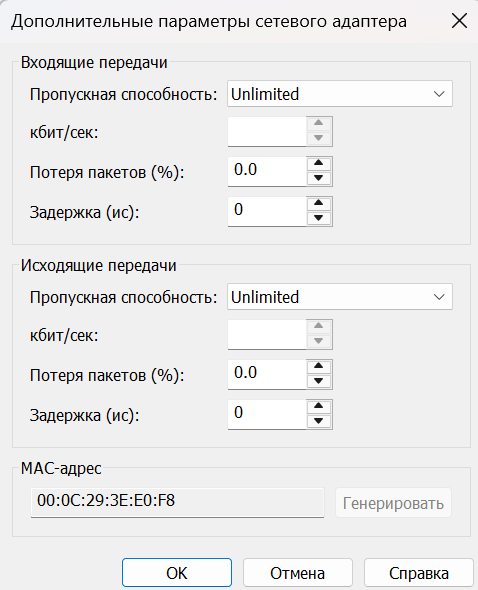 Дополнительные параметры сетевого адаптера
Входящие передачи
Пропускная способность: Unlimited
кбит/сек:
Потеря пакетов (%): 0.0
Задержка (ис): 0
Исходящие передачи
Пропускная способность: Unlimited
кбит/сек:
Потеря пакетов (%): 0.0
Задержка (ис): 0
MAC-адрес
00:0C:29:3E:E0:F8 Генерировать
OK Отмена Справка